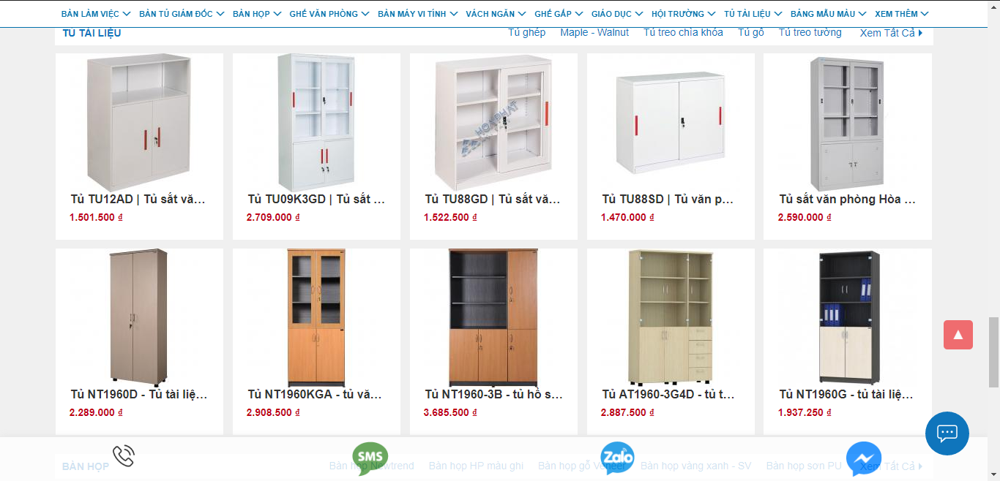 BÀN LÀM VIỆC BÀN TỦ GIÁM ĐỐC BÀN HỌP GHẾ VĂN PHÒNG BÀN MÁY VI TÍNH VÁCH NGĂN GHẾ GẤP GIÁO DỤC HỘI TRƯỜNG TỦ TÀI LIỆU BẢNG MẪU MÀU XEM THÊM
TỦ TÀI LIỆU Tủ ghép Maple - Walnut Tủ treo chìa khóa Tủ gỗ Tủ treo tường Xem Tất Cả
HOAPHAT
Tủ TU12AD | Tủ sắt vă... Tủ TU09K3GD | Tủ sắt ... Tủ TU88GD | Tủ sắt vă... Tủ TU88SD | Tủ văn p... Tủ sắt văn phòng Hòa ...
1.501.500 ₫ 2.709.000 ₫ 1.522.500 ₫ 1.470.000 ₫ 2.590.000 ₫
Tủ NT1960D - Tủ tài liệ... Tủ NT1960KGA - tủ vă... Tủ NT1960-3B - tủ hồ s... Tủ AT1960-3G4D - tủ t... Tủ NT1960G - tủ tài liệ...
2.289.000 ₫ 2.908.500 ₫ 3.685.500 ₫ 2.887.500 ₫ 1.937.250 ₫
SMS Zalo
BÀN HỌP Bàn họp Newtrend Bàn họp HP màu ghi Bàn họp gỗ Veneer Bàn họp vàng xanh - SV Bàn họp sơn PU Xem Tất Cả